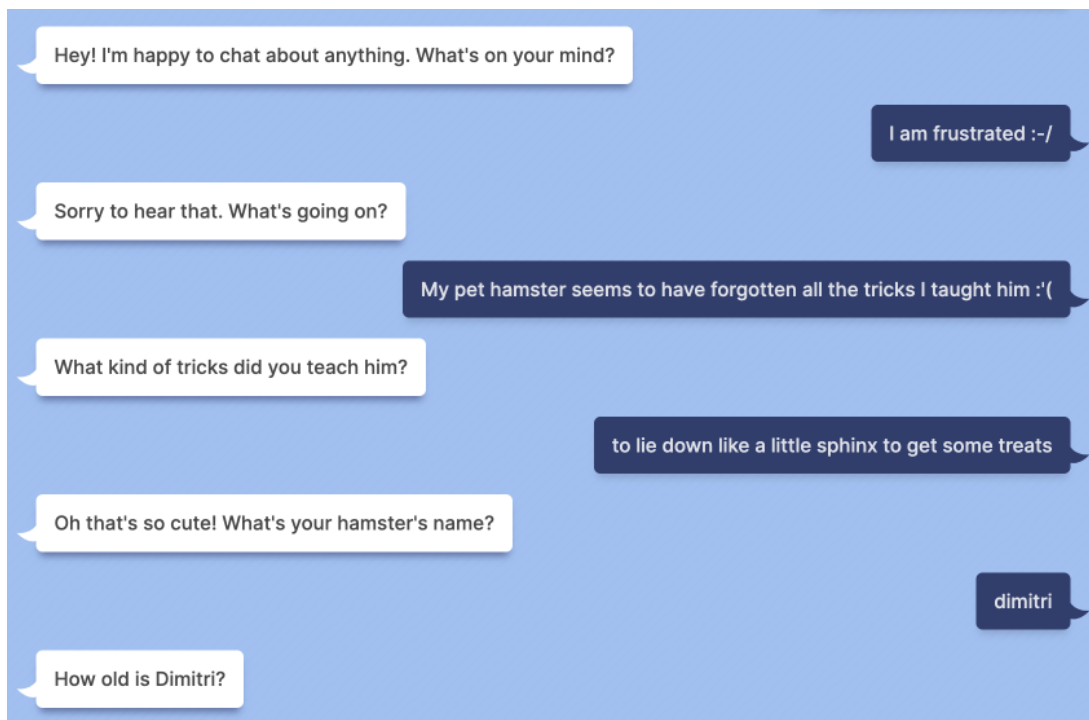 Hey! I'm happy to chat about anything. What's on your mind?
I am frustrated :-/
Sorry to hear that. What's going on?
My pet hamster seems to have forgotten all the tricks I taught him :'(
What kind of tricks did you teach him?
to lie down like a little sphinx to get some treats
Oh that's so cute! What's your hamster's name?
dimitri
How old is Dimitri?